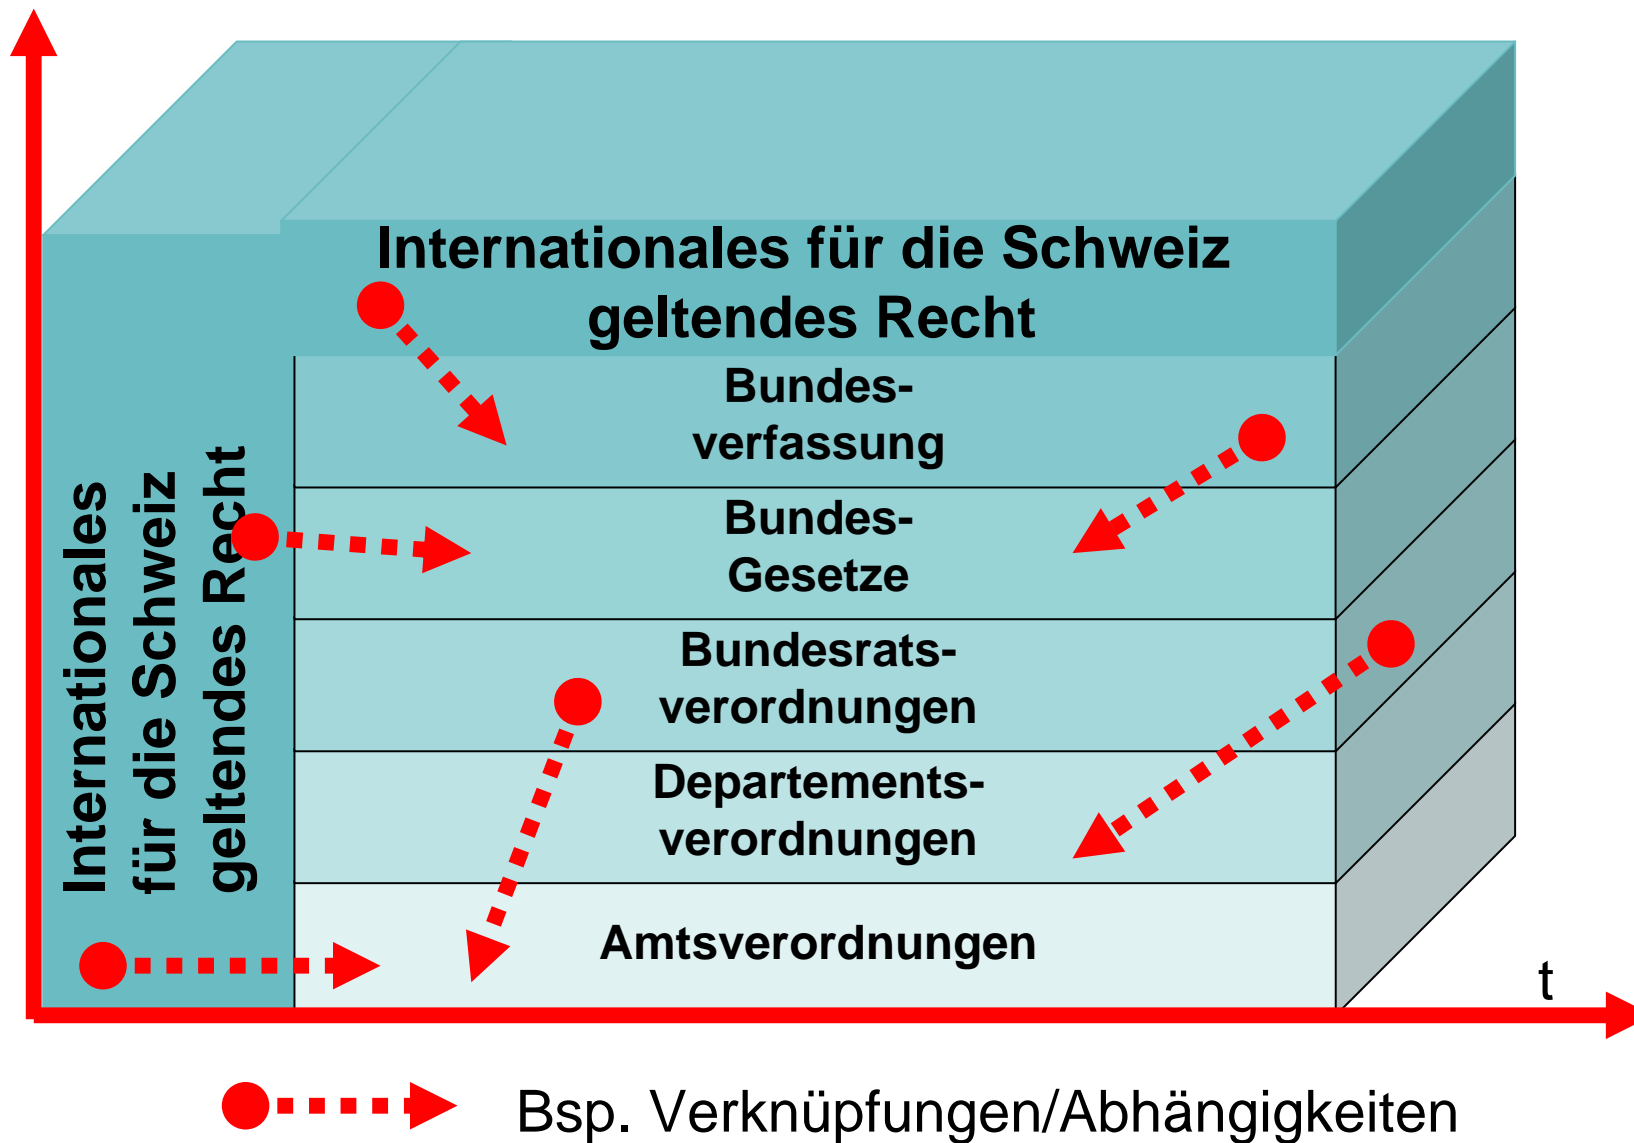 Internationales für die Schweiz
geltendes Recht
Internationales
für die Schweiz
geltendes Recht
Bundes-
verfassung
Bundes-
Gesetze
Bundesrats-
verordnungen
Departements-
verordnungen
Amtsverordnungen
t
Bsp. Verknüpfungen/Abhängigkeiten